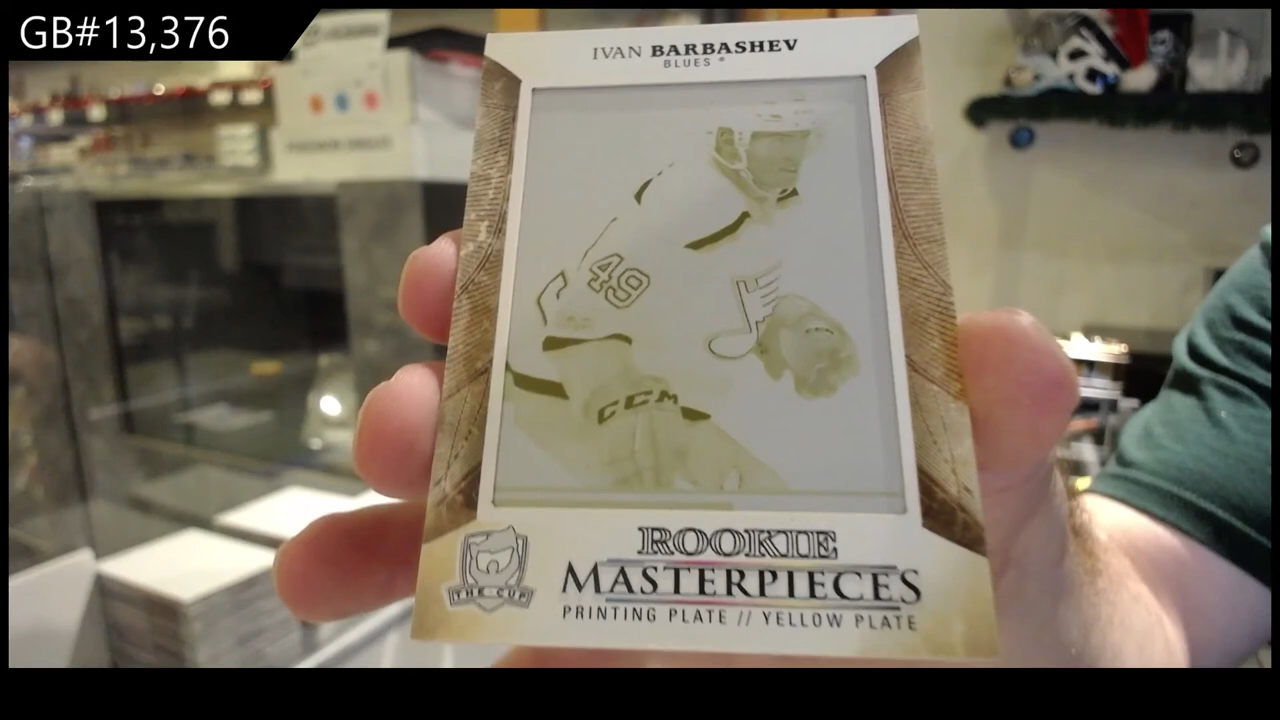 GB#13,376
IVAN BARBASHEV
BLUES
49
CCM
ROOKIE
MASTERPIECES
THE CUP
PRINTING PLATE // YELLOW PLATE